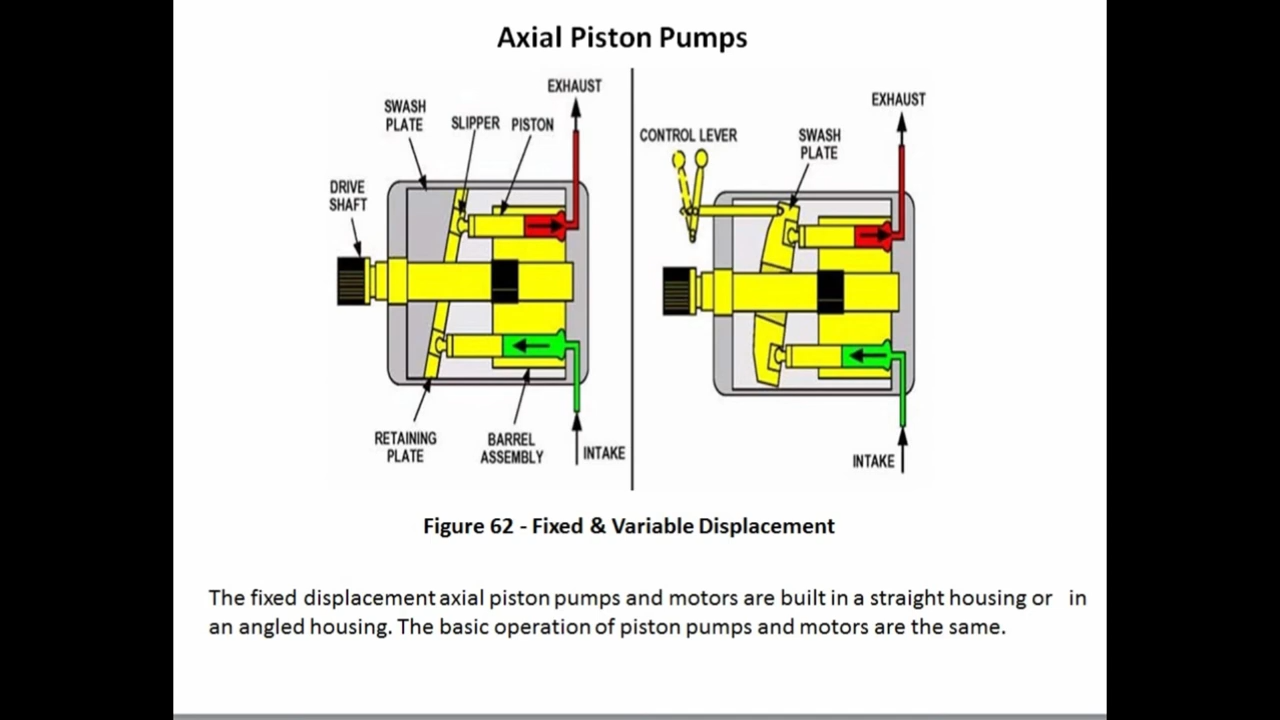 Axial Piston Pumps
EXHAUST
SWASH
PLATE
SLIPPER
PISTON
DRIVE
SHAFT
RETAINING
PLATE
BARREL
ASSEMBLY
INTAKE
EXHAUST
CONTROL LEVER
SWASH
PLATE
INTAKE
Figure 62 - Fixed & Variable Displacement
The fixed displacement axial piston pumps and motors are built in a straight housing or in
an angled housing. The basic operation of piston pumps and motors are the same.